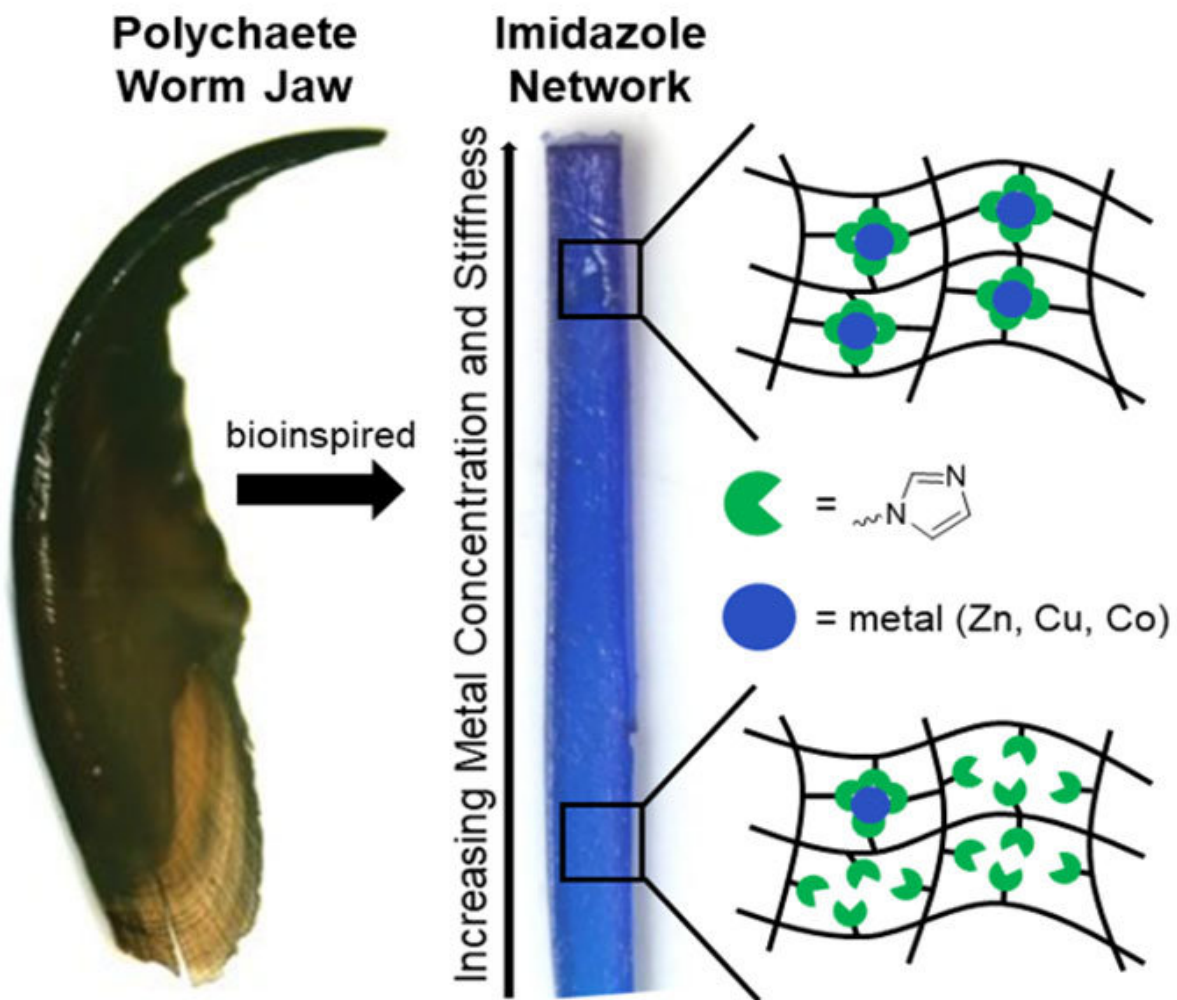 Polychaete
Worm Jaw
Imidazole
Network
Increasing Metal Concentration and Stiffness
bioinspired
= N N
= metal (Zn, Cu, Co)